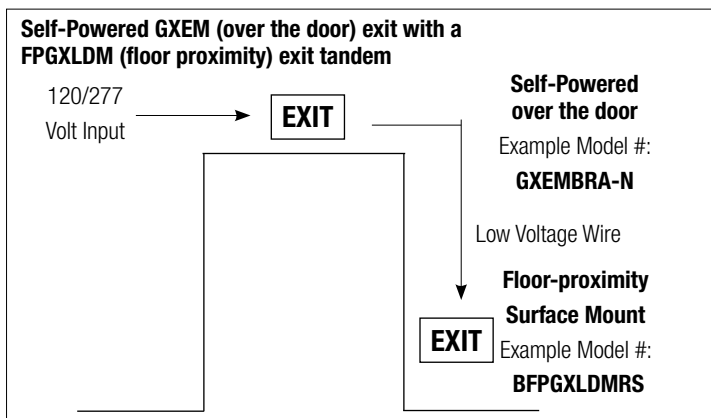 Self-Powered GXEM (over the door) exit with a
FPGXLDM (floor proximity) exit tandem
120/277
Volt Input
EXIT
Self-Powered
over the door
Example Model #:
GXEMBRA-N
Low Voltage Wire
Floor-proximity
Surface Mount
EXIT
Example Model #:
BFPGXLDMRS